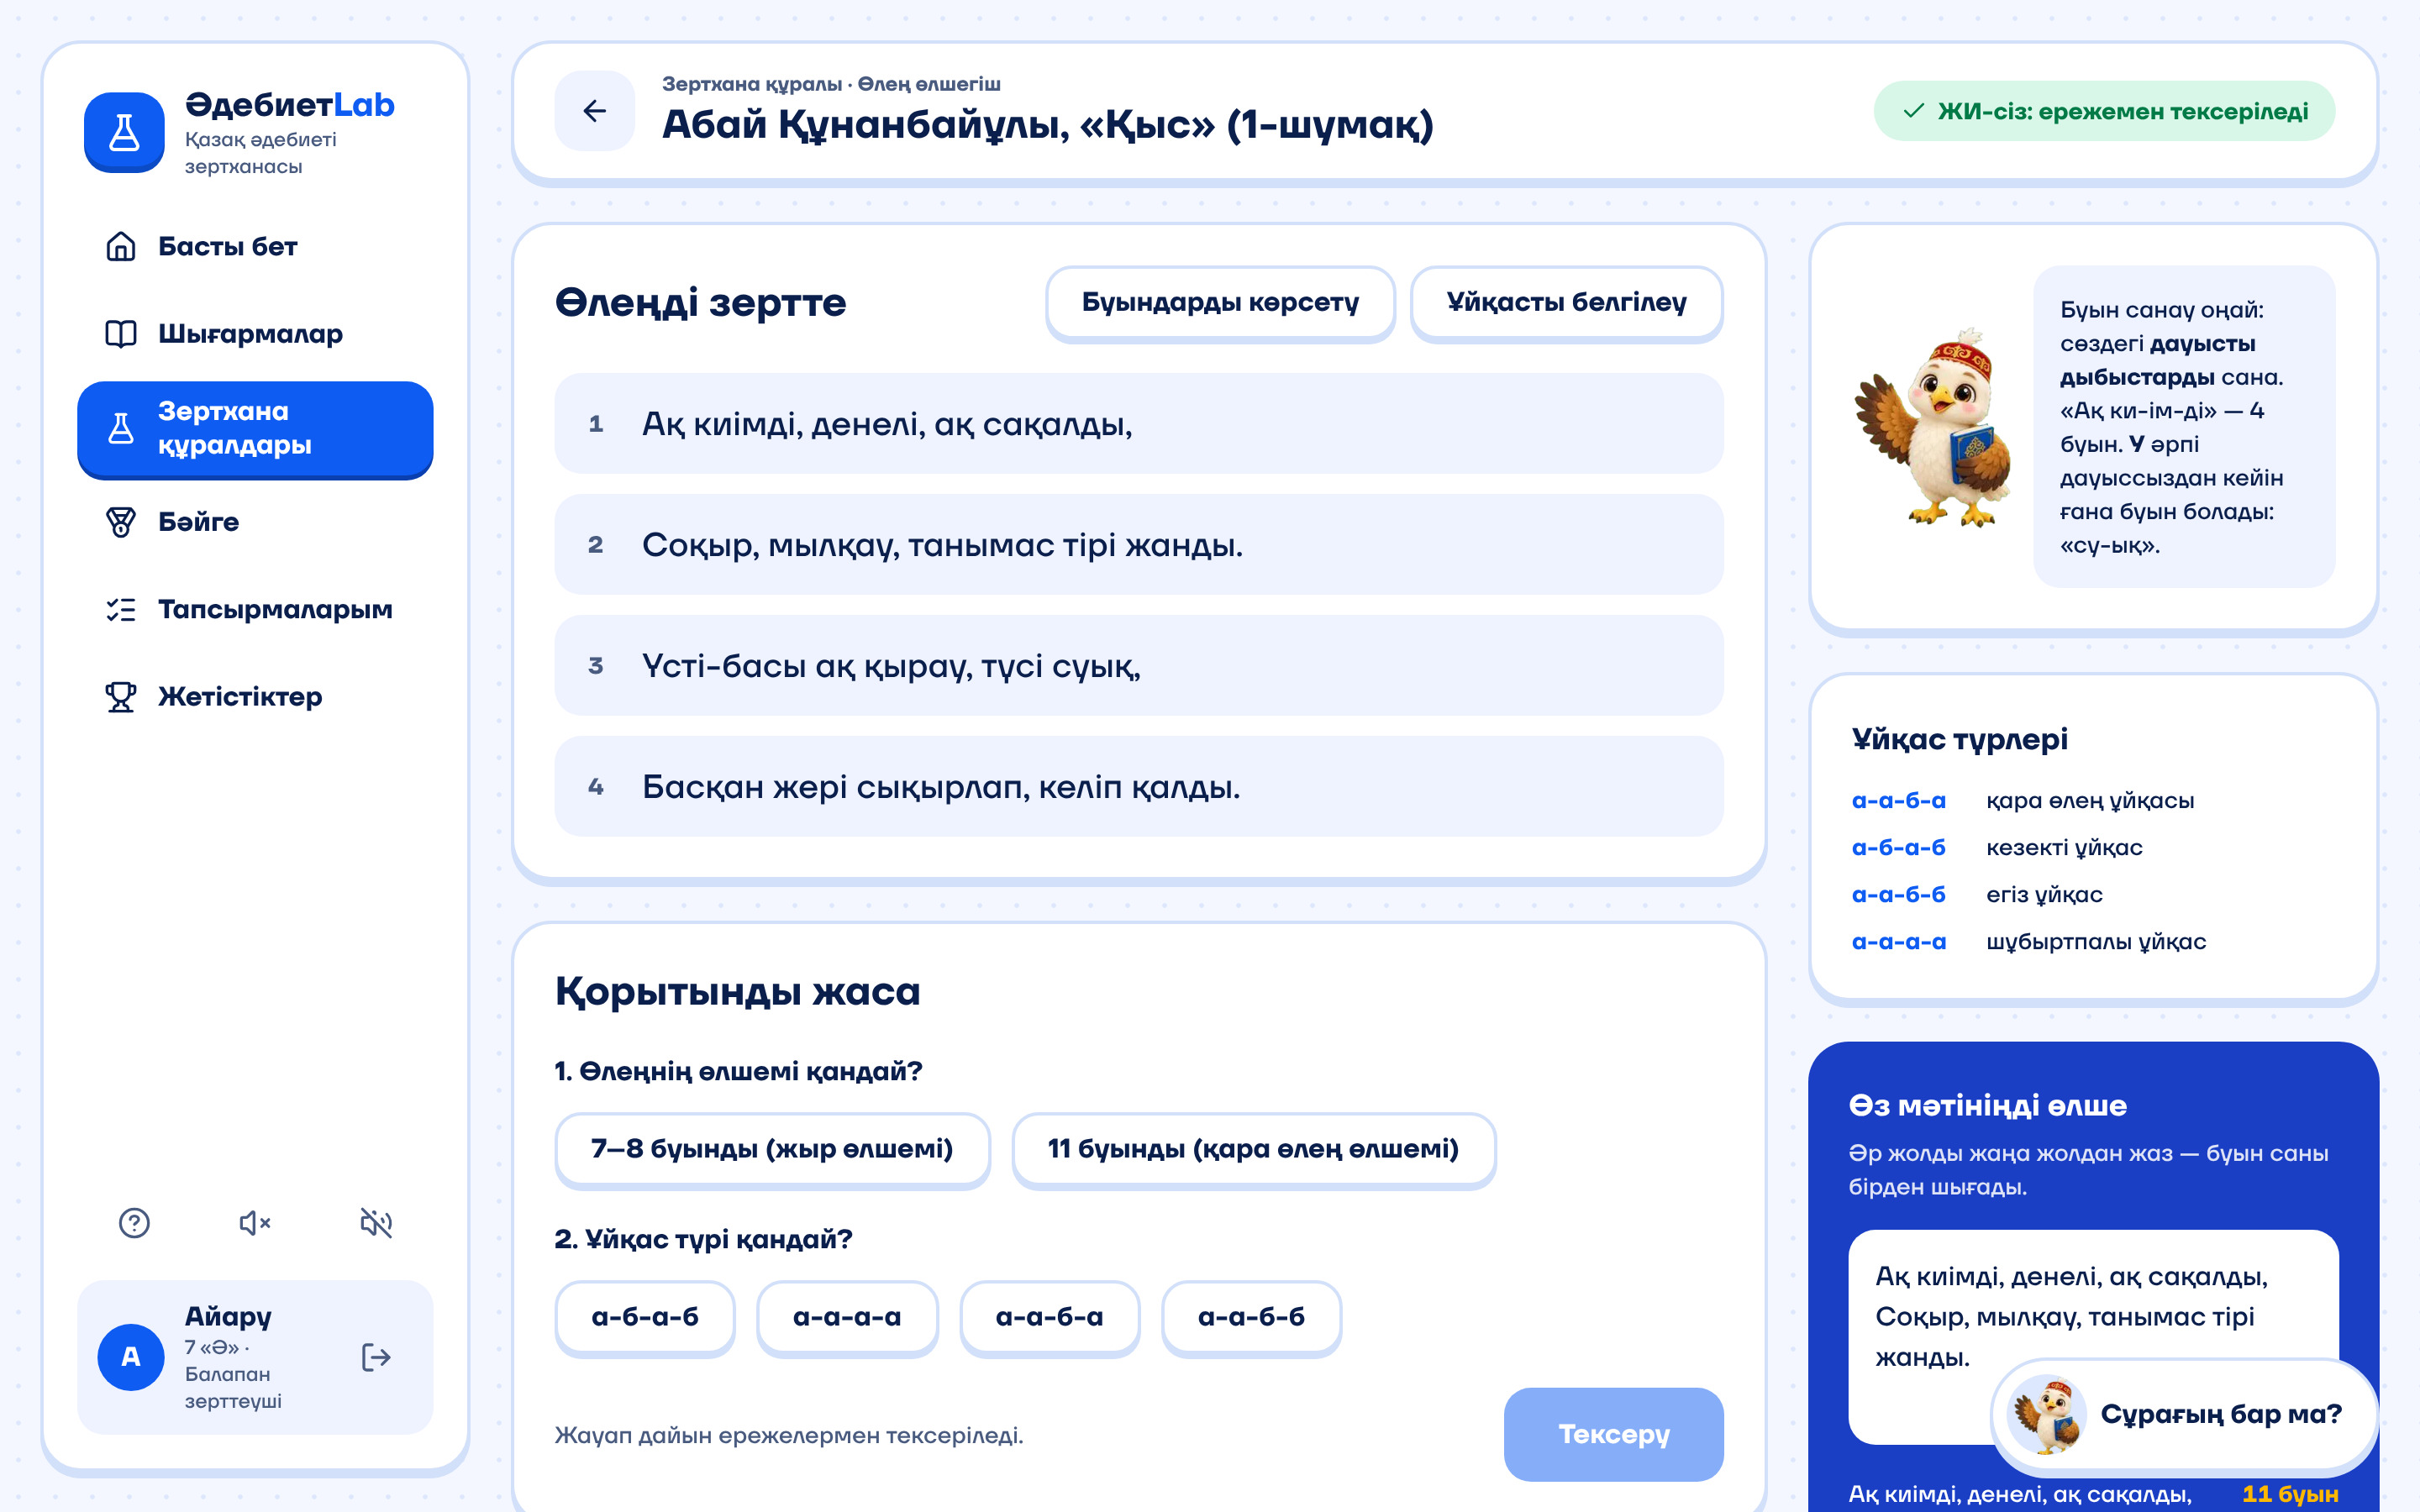 ӘдебиетLab
Қазақ әдебиеті
зертханасы
Басты бет
Шығармалар
Зертхана
құралдары
Бәйге
Тапсырмаларым
Жетістіктер
А
Айару
7 «Ә» ·
Балапан
зерттеуші
Зертхана құралы · Өлең өлшегіш
Абай Құнанбайұлы, «Қыс» (1-шумақ)
ЖИ-сіз: ережемен тексеріледі
Өлеңді зертте
Буындарды көрсету
Ұйқасты белгілеу
1 Ақ киімді, денелі, ақ сақалды,
2 Соқыр, мылқау, танымас тірі жанды.
3 Үсті-басы ақ қырау, түсі суық,
4 Басқан жері сықырлап, келіп қалды.
Қорытынды жаса
1. Өлеңнің өлшемі қандай?
7–8 буынды (жыр өлшемі)
11 буынды (қара өлең өлшемі)
2. Ұйқас түрі қандай?
а-б-а-б
а-а-а-а
а-а-б-а
а-а-б-б
Жауап дайын ережелермен тексеріледі.
Тексеру
Буын санау оңай:
сөздегі дауысты
дыбыстарды сана.
«Ақ ки-ім-ді» — 4
буын. У әрпі
дауыссыздан кейін
ғана буын болады:
«су-ық».
Ұйқас түрлері
а-а-б-а қара өлең ұйқасы
а-б-а-б кезекті ұйқас
а-а-б-б егіз ұйқас
а-а-а-а шұбыртпалы ұйқас
Өз мәтініңді өлше
Әр жолды жаңа жолдан жаз — буын саны
бірден шығады.
Ақ киімді, денелі, ақ сақалды,
Соқыр, мылқау, танымас тірі
жанды.
Сұрағың бар ма?
Ақ киімді, денелі, ақ сақалды, 11 буын